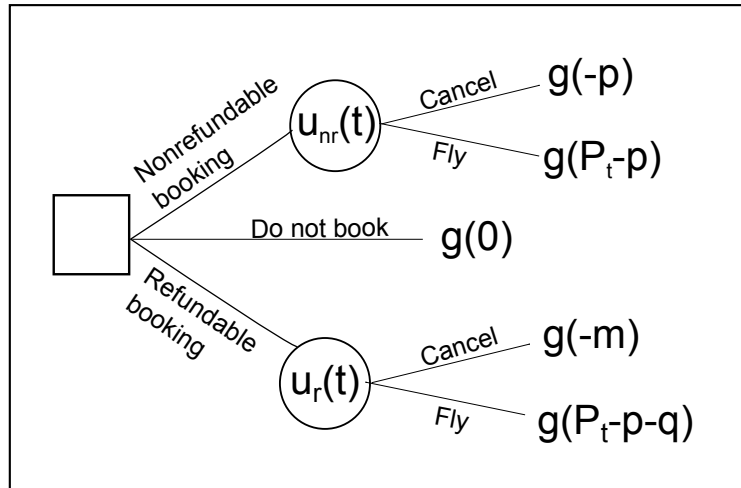 Nonrefundable
booking
u_nr(t)
Cancel
g(-p)
Fly
g(P_t-p)
Do not book
g(0)
Refundable
booking
u_r(t)
Cancel
g(-m)
Fly
g(P_t-p-q)